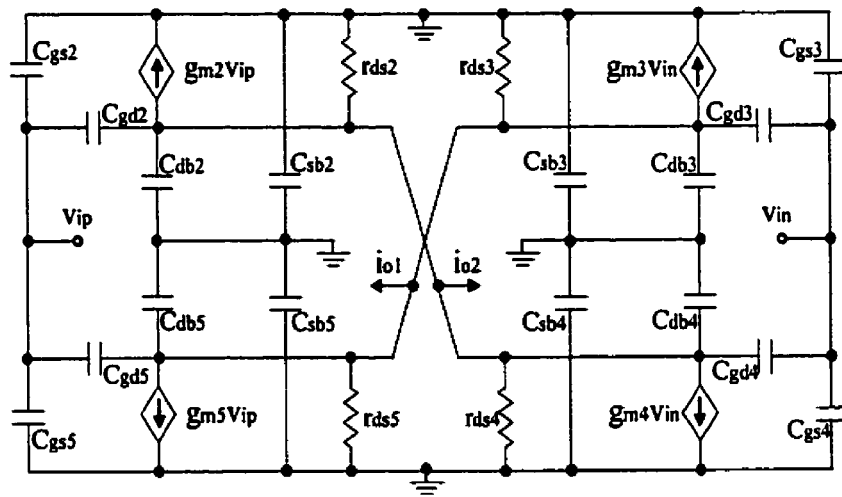 Cgs2
gm2Vip
rds2
rds3
gm3Vin
Cgs3
Cgd2
Cgd3
Cdb2
Csb2
Csb3
Cdb3
Vip
Vin
io1
io2
Cdb5
Csb5
Csb4
Cdb4
Cgd5
Cgd4
Cgs5
gm5Vip
rds5
rds4
gm4Vin
Cgs4